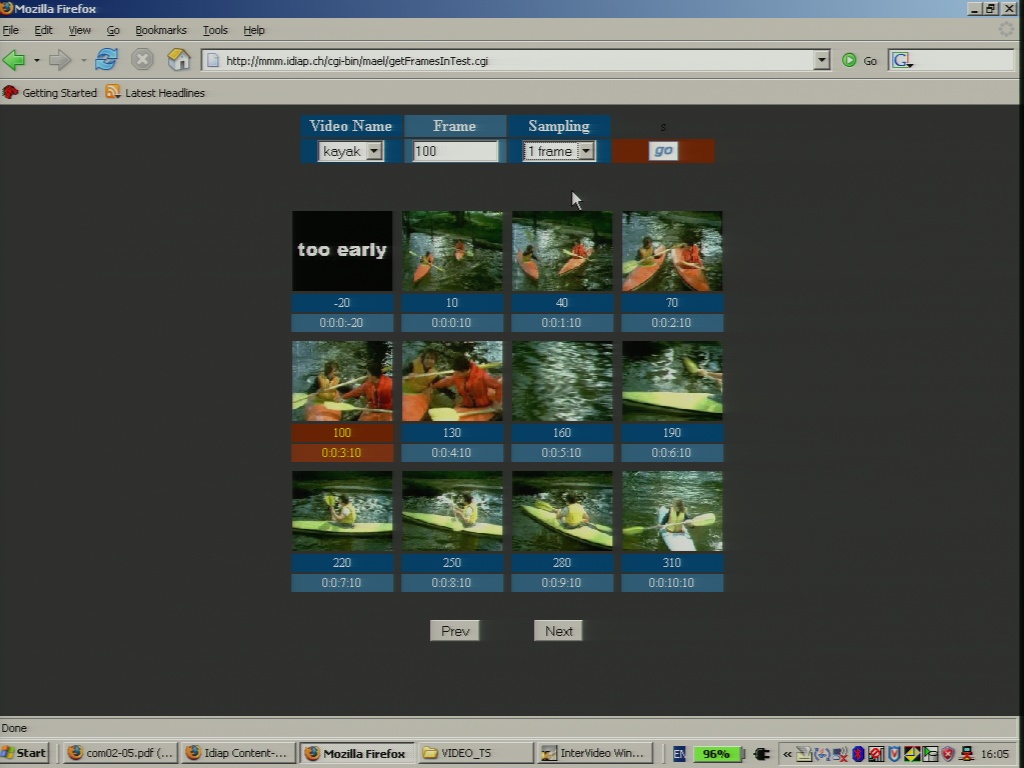 Mozilla Firefox
File Edit View Go Bookmarks Tools Help
http://mmm.idiap.ch/cgi-bin/mael/getFramesInTest.cgi Go G
Getting Started Latest Headlines
Video Name Frame Sampling s
kayak 100 1 frame go
too early
-20 10 40 70
0:0:0:-20 0:0:0:10 0:0:1:10 0:0:2:10
100 130 160 190
0:0:3:10 0:0:4:10 0:0:5:10 0:0:6:10
220 250 280 310
0:0:7:10 0:0:8:10 0:0:9:10 0:0:10:10
Prev Next
Done
Start com02-05.pdf (... Idiap Content-... Mozilla Firefox VIDEO_TS InterVideo Win... EN 96% « 16:05